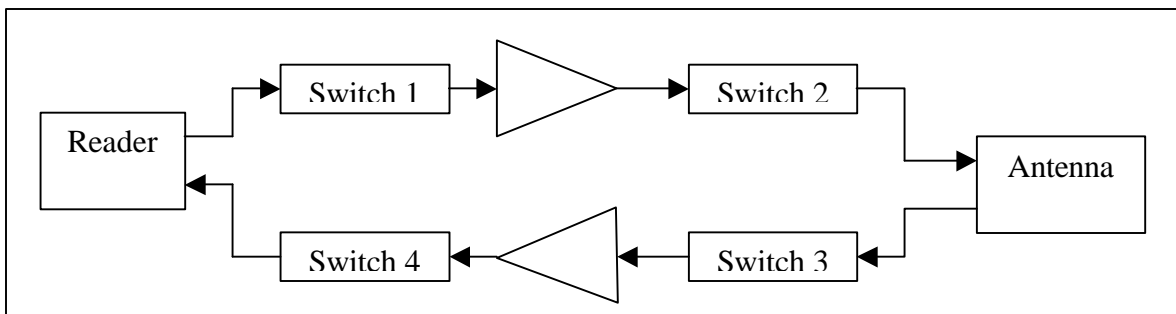 Switch 1
Switch 2
Reader
Antenna
Switch 4
Switch 3